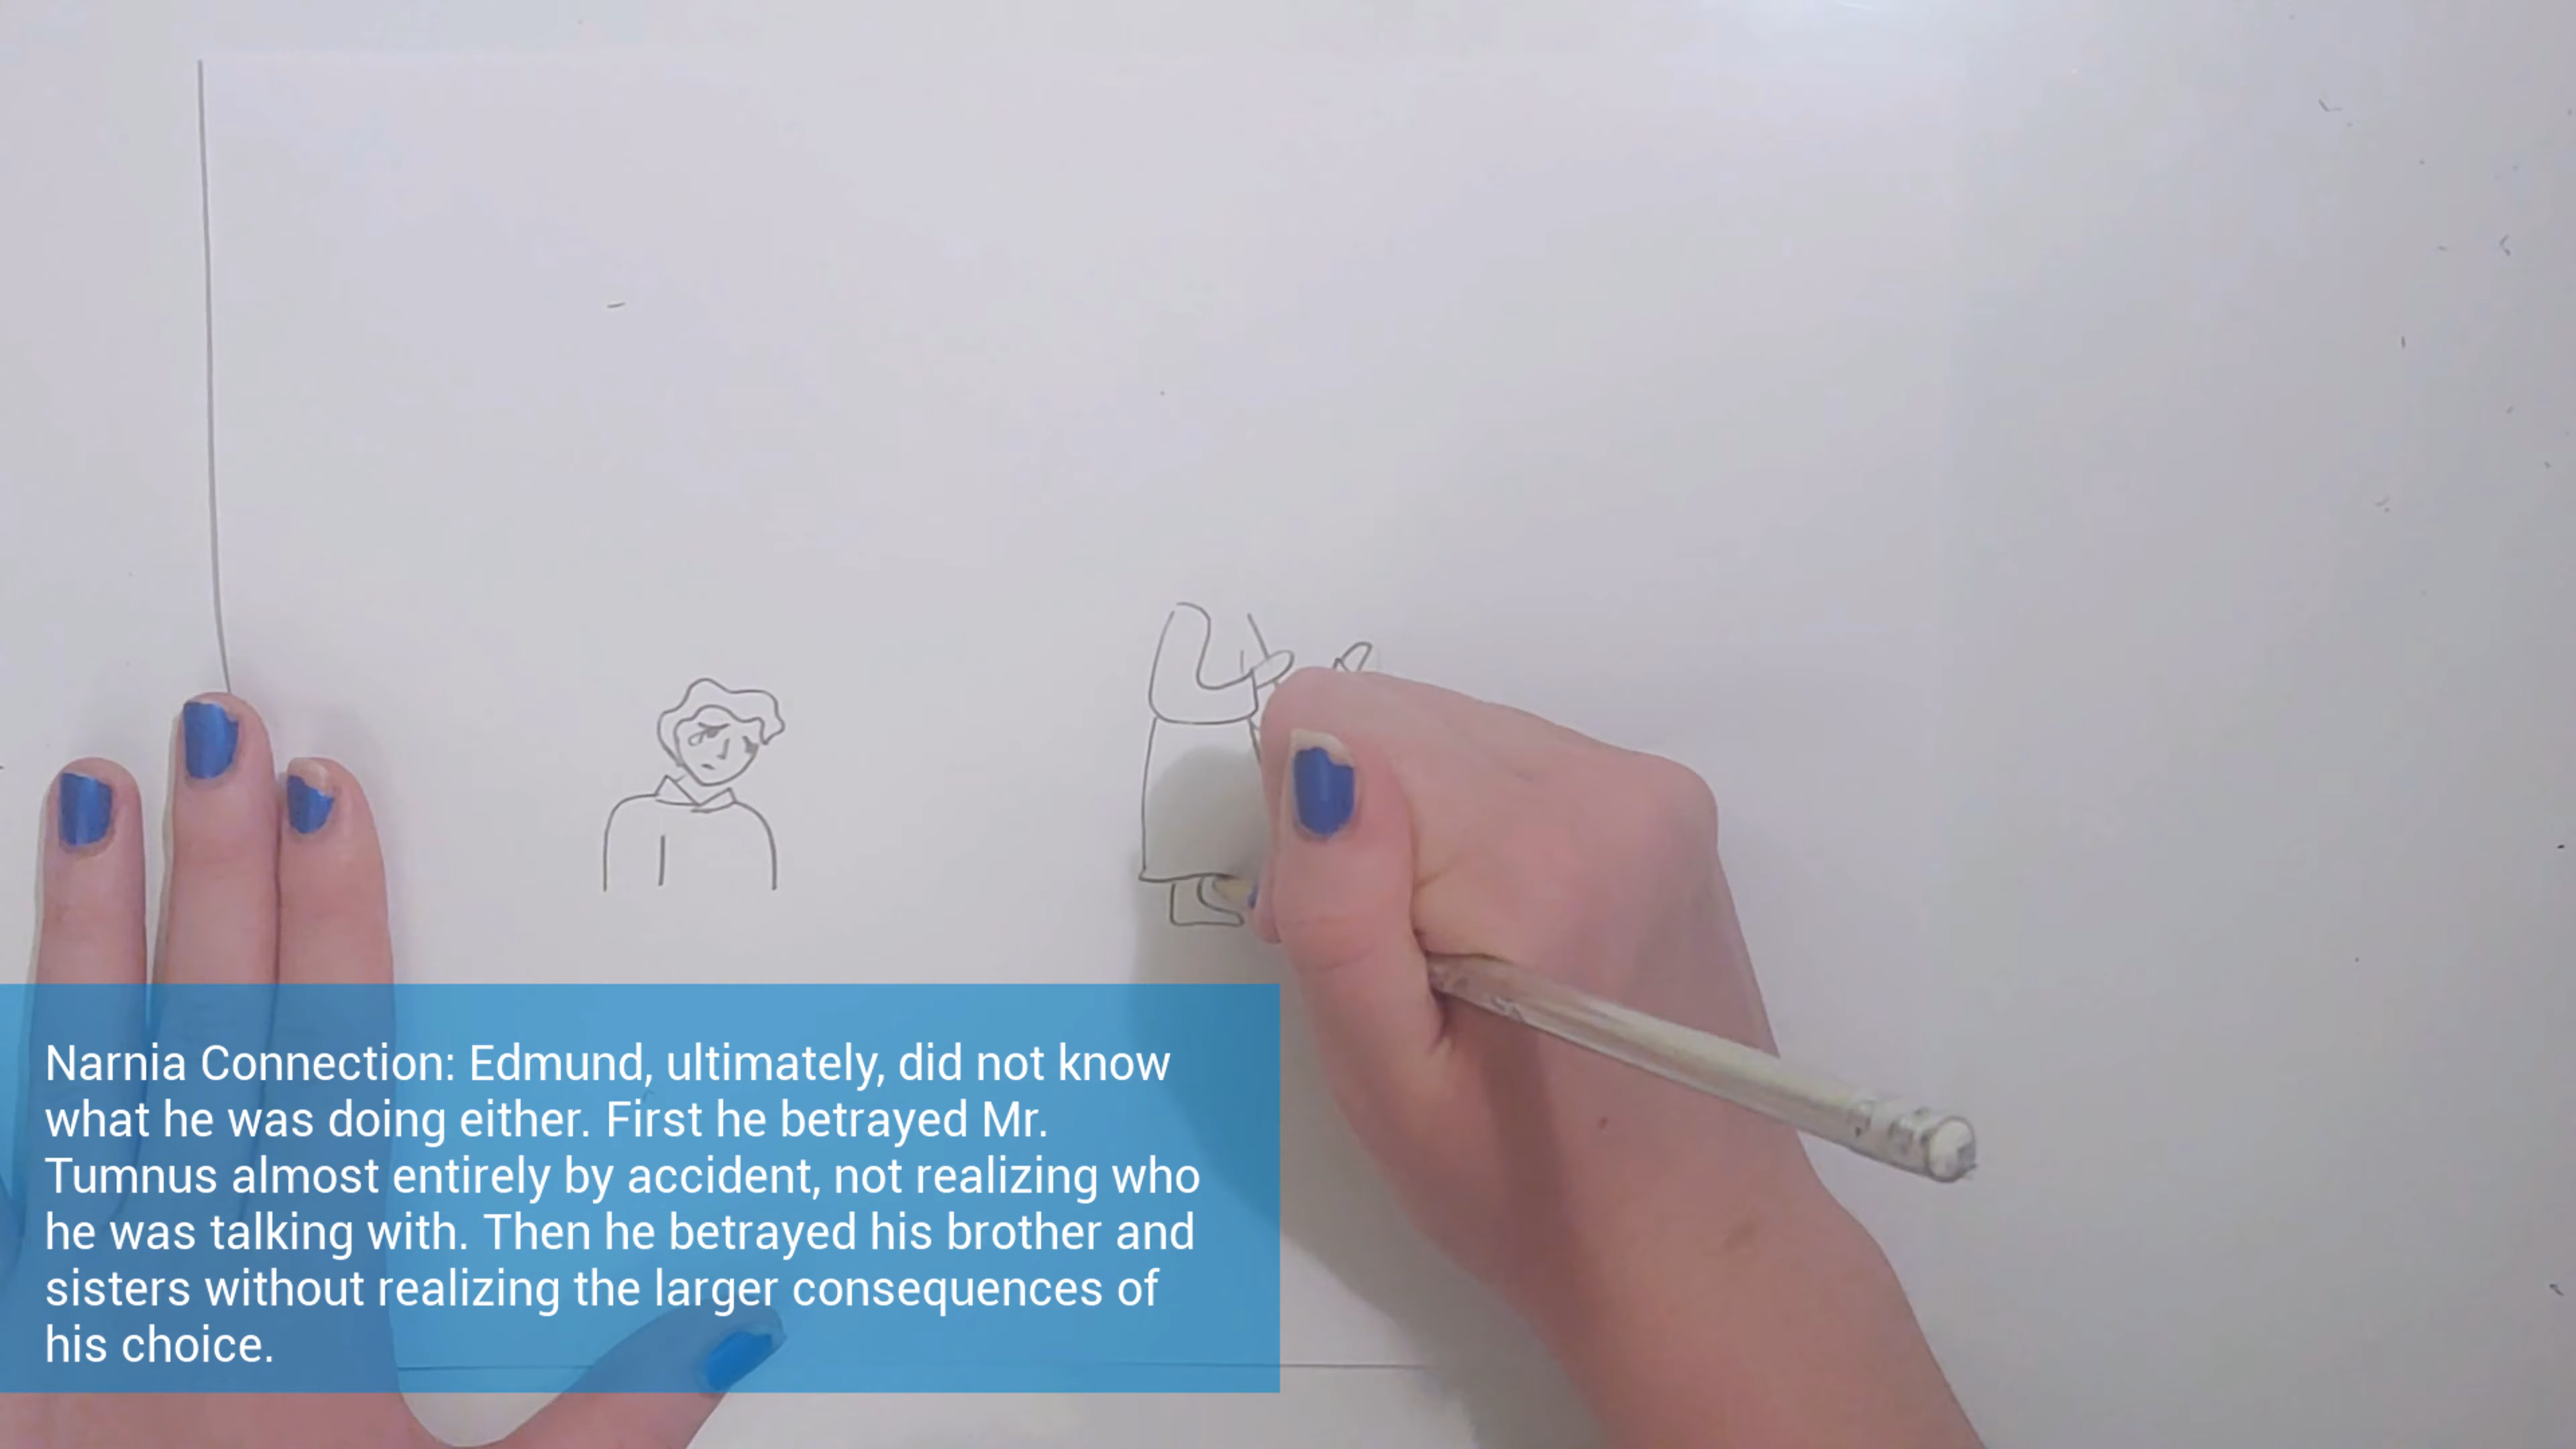 Narnia Connection: Edmund, ultimately, did not know
what he was doing either. First he betrayed Mr.
Tumnus almost entirely by accident, not realizing who
he was talking with. Then he betrayed his brother and
sisters without realizing the larger consequences of
his choice.